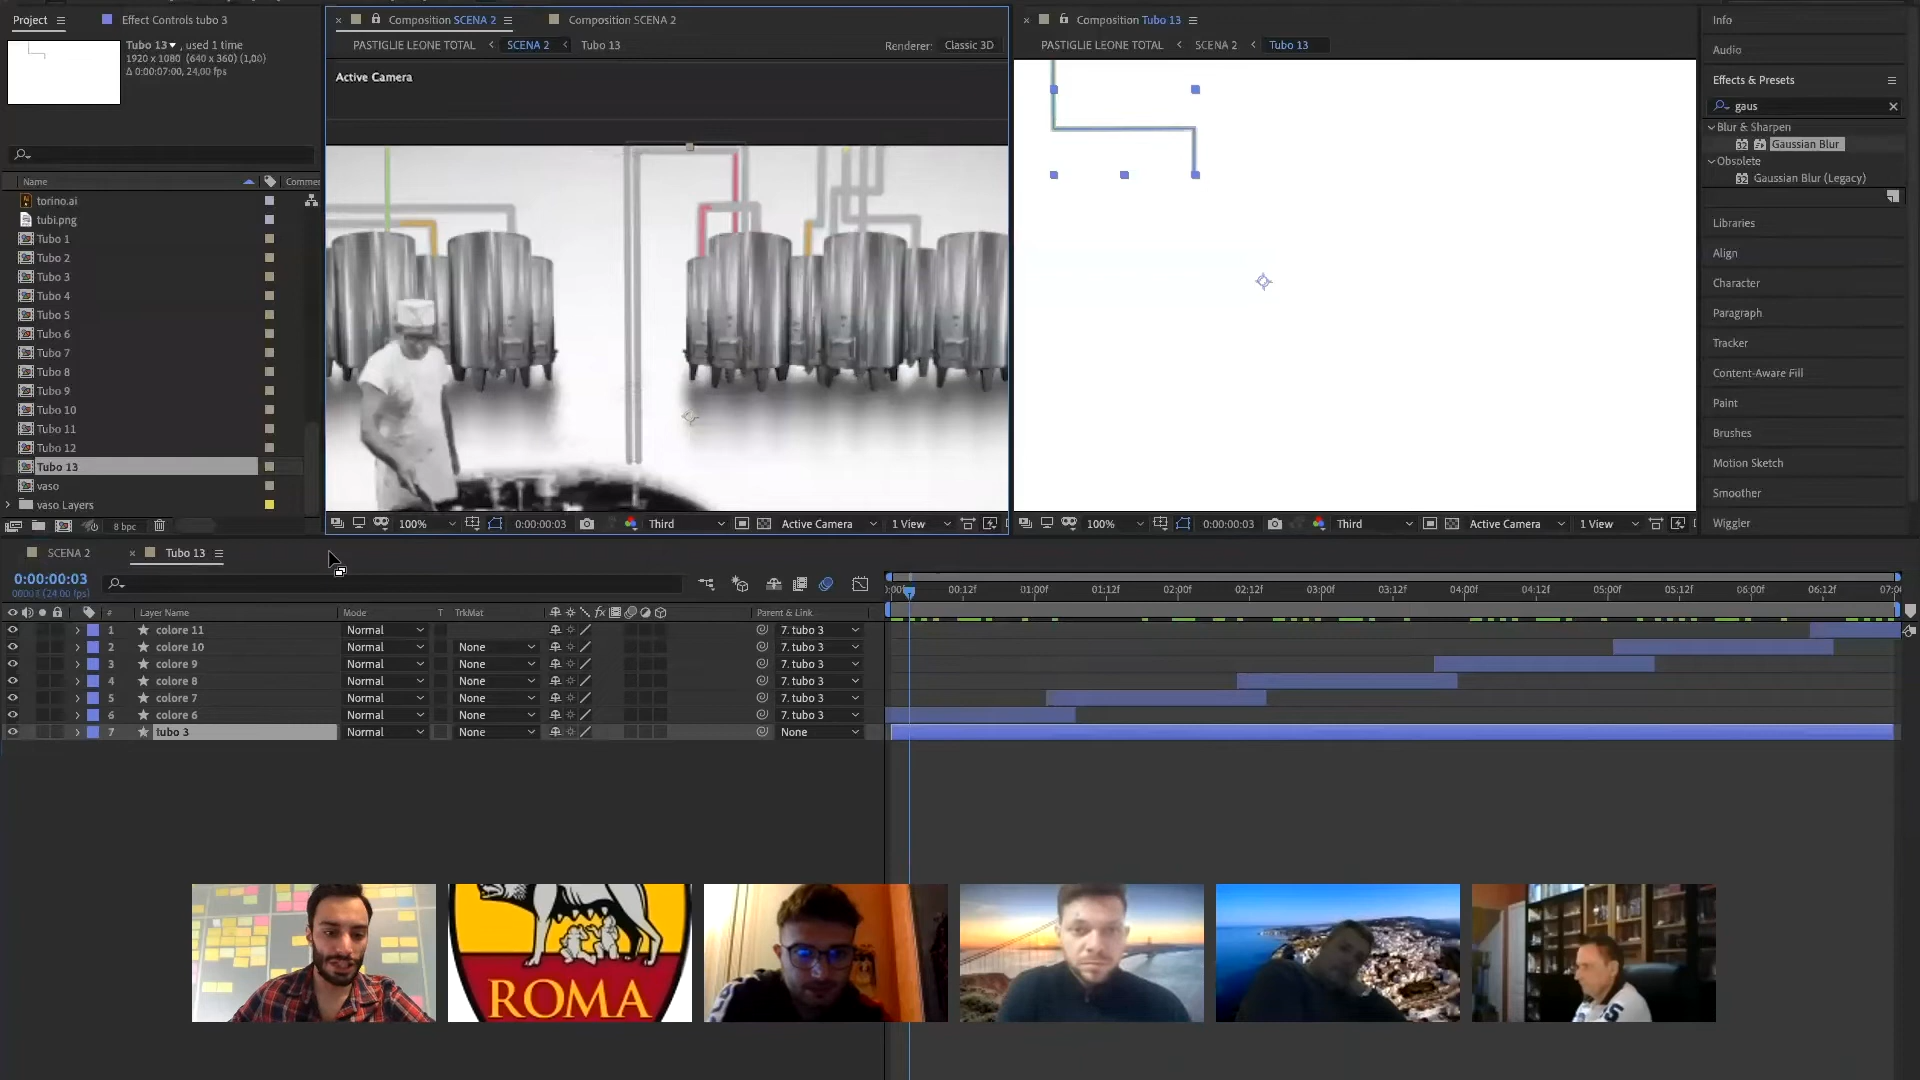 Project
Effect Controls tubo 3
Tubo 13, used 1 time
1920 x 1080 (640 x 360) (1,00)
Δ 0:00:07:00, 24,00 fps
Name
Commer
torino.ai
tubi.png
Tubo 1
Tubo 2
Tubo 3
Tubo 4
Tubo 5
Tubo 6
Tubo 7
Tubo 8
Tubo 9
Tubo 10
Tubo 11
Tubo 12
Tubo 13
vaso
vaso Layers
8 bpc
Composition SCENA 2
Composition SCENA 2
PASTIGLIE LEONE TOTAL
SCENA 2
Tubo 13
Renderer: Classic 3D
Active Camera
100%
0:00:00:03
Third
Active Camera
1 View
Composition Tubo 13
PASTIGLIE LEONE TOTAL
SCENA 2
Tubo 13
100%
0:00:00:03
Third
Active Camera
1 View
Info
Audio
Effects & Presets
gaus
Blur & Sharpen
32 Gaussian Blur
Obsolete
32 Gaussian Blur (Legacy)
Libraries
Align
Character
Paragraph
Tracker
Content-Aware Fill
Paint
Brushes
Motion Sketch
Smoother
Wiggler
SCENA 2
Tubo 13
0:00:00:03
(24.00 fps)
:00f 00:12f 01:00f 01:12f 02:00f 02:12f 03:00f 03:12f 04:00f 04:12f 05:00f 05:12f 06:00f 06:12f 07:00
# Layer Name Mode T TrkMat fx Parent & Link
1 colore 11 Normal 7. tubo 3
2 colore 10 Normal None 7. tubo 3
3 colore 9 Normal None 7. tubo 3
4 colore 8 Normal None 7. tubo 3
5 colore 7 Normal None 7. tubo 3
6 colore 6 Normal None 7. tubo 3
7 tubo 3 Normal None None
ROMA